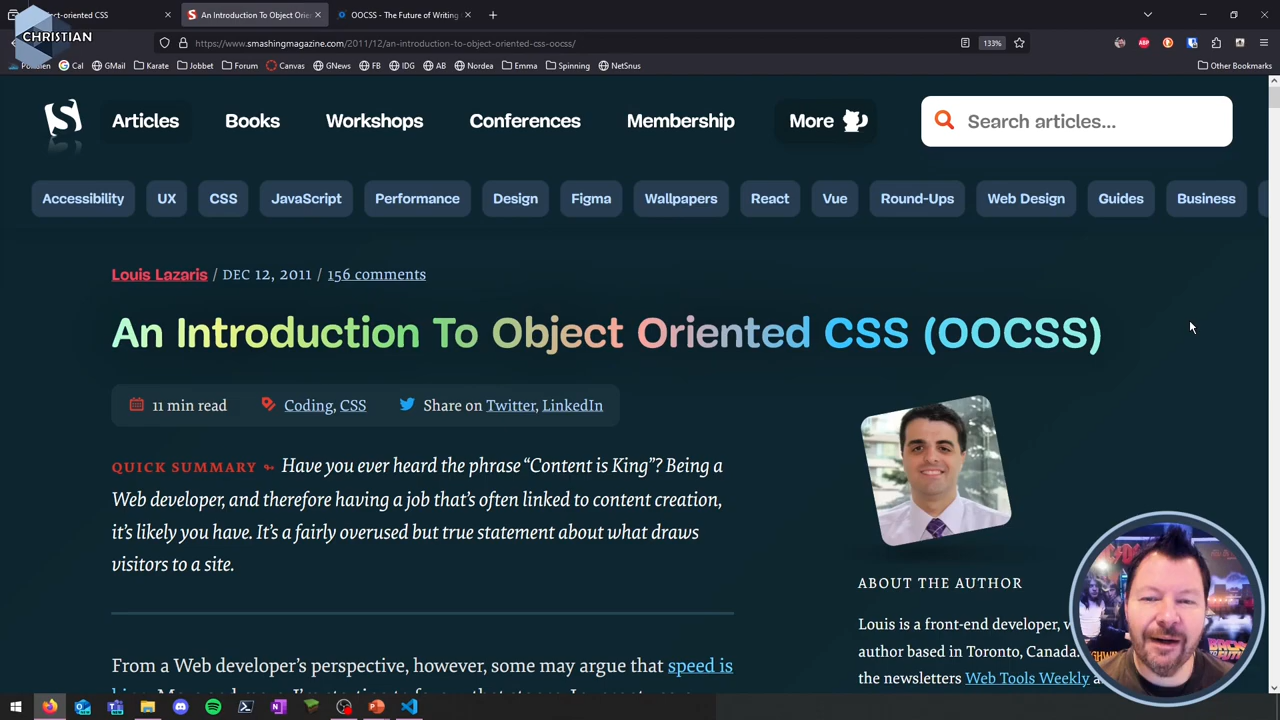 ect-oriented CSS
An Introduction To Object Orie
OOCSS - The Future of Writing
CHRISTIAN
https://www.smashingmagazine.com/2011/12/an-introduction-to-object-oriented-css-oocss/
133%
Cal
GMail
Karate
Jobbet
Forum
Canvas
GNews
FB
IDG
AB
Nordea
Emma
Spinning
NetSnus
Other Bookmarks
Articles
Books
Workshops
Conferences
Membership
More
Search articles...
Accessibility
UX
CSS
JavaScript
Performance
Design
Figma
Wallpapers
React
Vue
Round-Ups
Web Design
Guides
Business
Louis Lazaris / DEC 12, 2011 / 156 comments
An Introduction To Object Oriented CSS (OOCSS)
11 min read
Coding, CSS
Share on Twitter, LinkedIn
QUICK SUMMARY Have you ever heard the phrase “Content is King”? Being a
Web developer, and therefore having a job that’s often linked to content creation,
it’s likely you have. It’s a fairly overused but true statement about what draws
visitors to a site.
ABOUT THE AUTHOR
Louis is a front-end developer,
author based in Toronto, Canada.
the newsletters Web Tools Weekly
From a Web developer’s perspective, however, some may argue that speed is